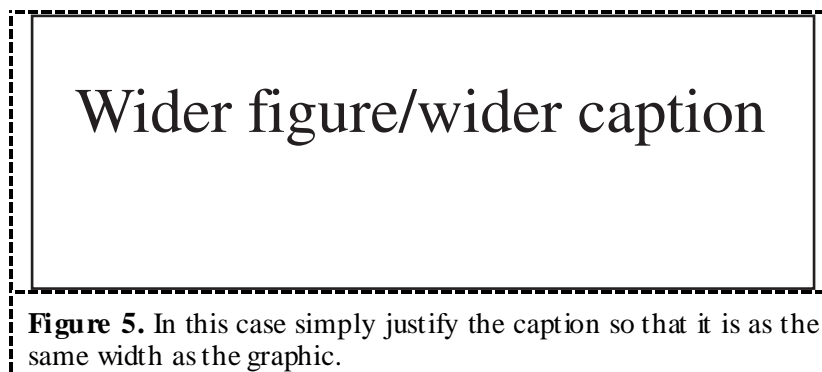 Wider figure/wider caption
Figure 5. In this case simply justify the caption so that it is as the
same width as the graphic.